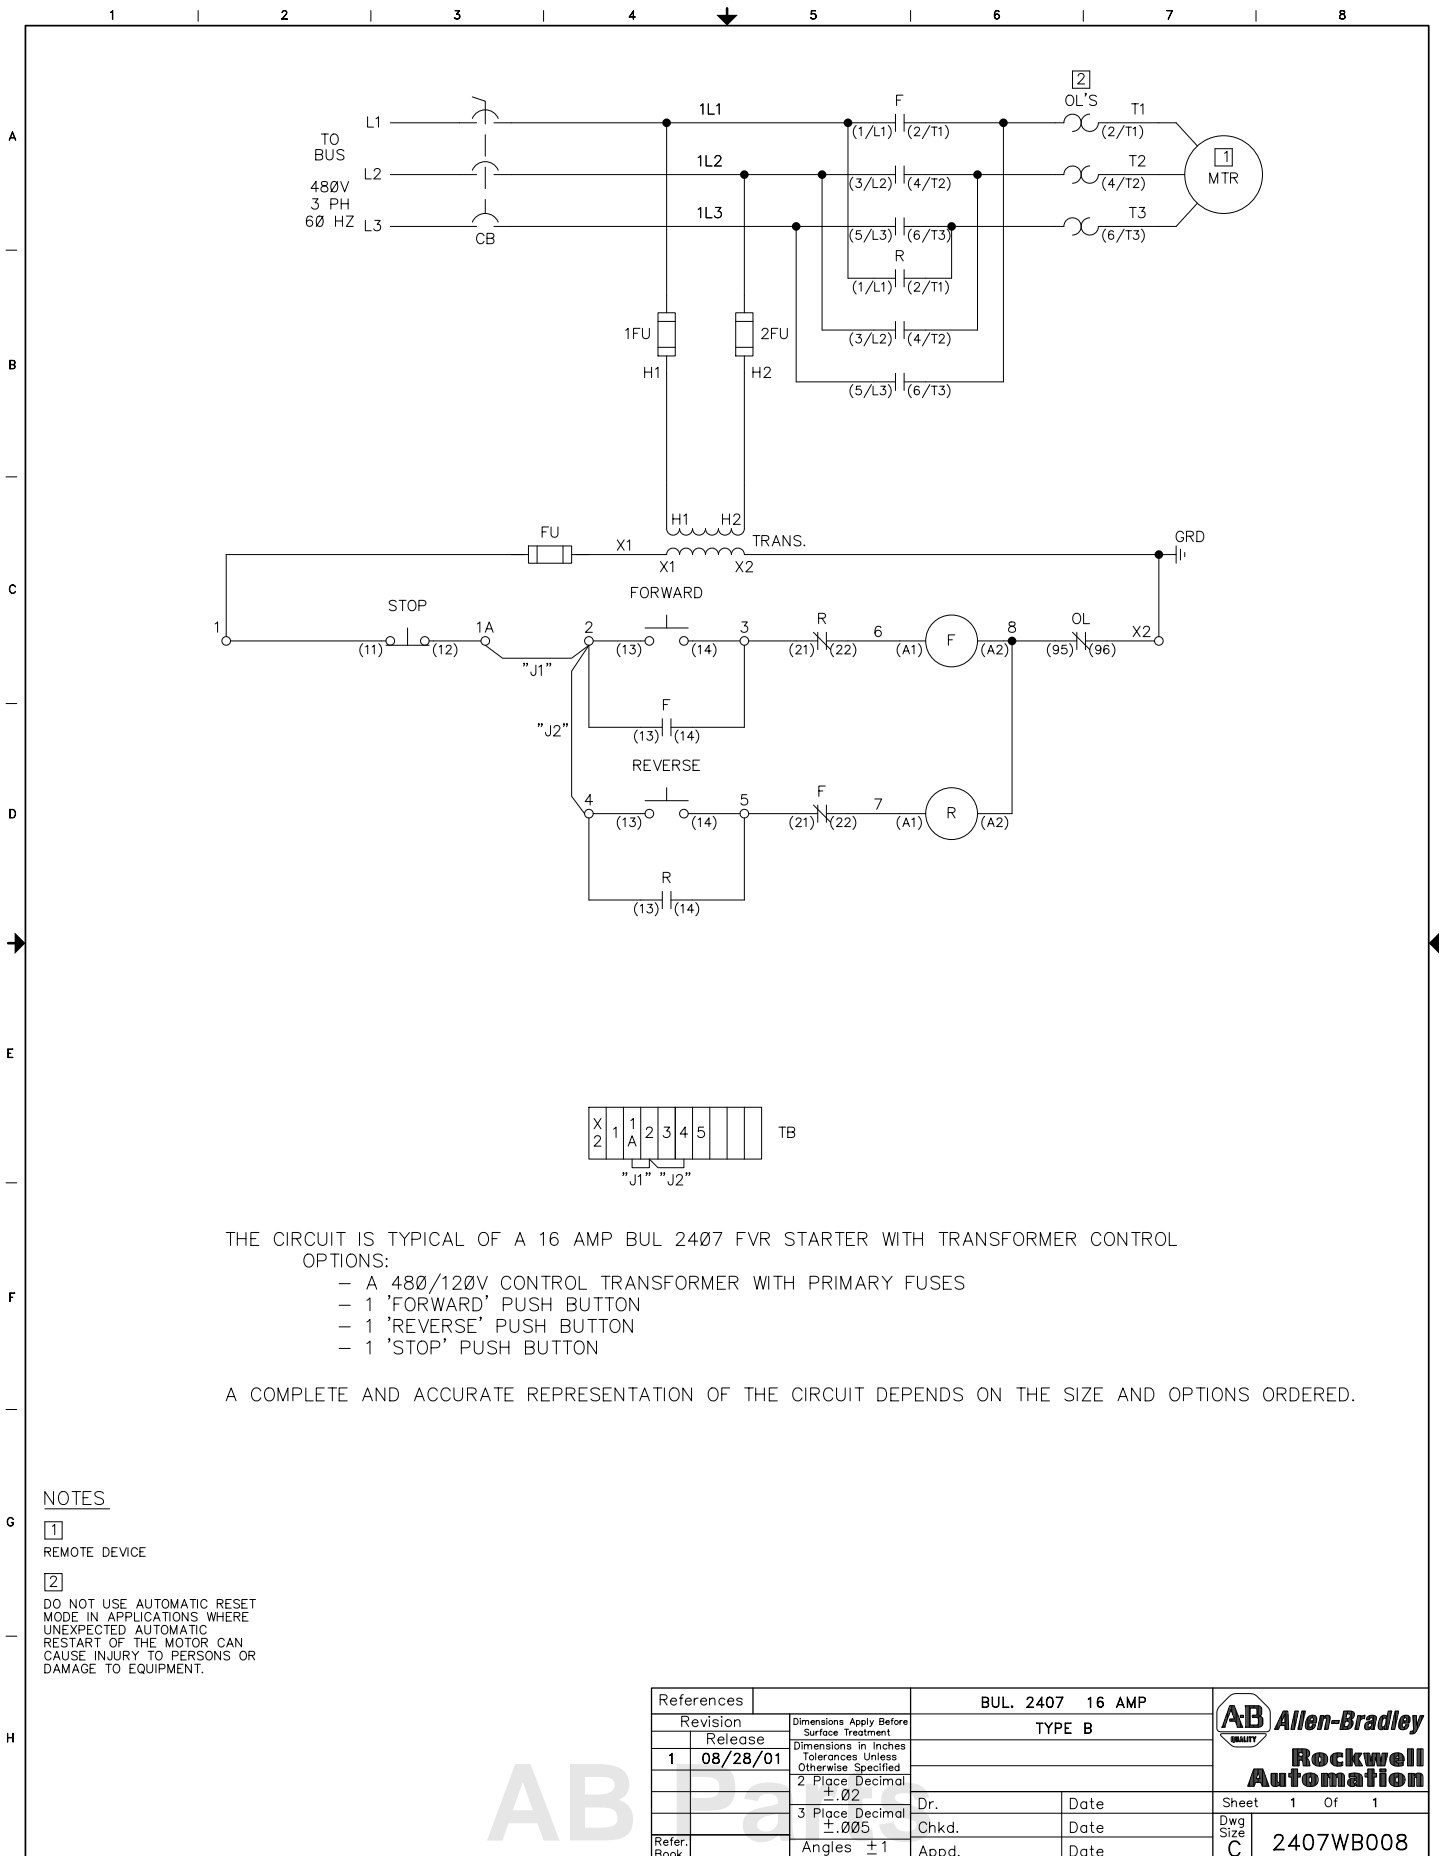 1 2 3 4 5 6 7 8
A
B
C
D
E
F
G
H
TO
BUS
480V
3 PH
60 HZ
L1
L2
L3
CB
1L1
1L2
1L3
F
(1/L1) (2/T1)
(3/L2) (4/T2)
(5/L3) (6/T3)
R
(1/L1) (2/T1)
(3/L2) (4/T2)
(5/L3) (6/T3)
2
OL'S
T1
(2/T1)
T2
(4/T2)
T3
(6/T3)
1
MTR
1FU
2FU
H1
H2
H1 H2
TRANS.
FU
X1
X1 X2
GRD
1
STOP
(11) (12)
1A
"J1"
2
FORWARD
(13) (14)
3
R
(21) (22)
6
(A1) F (A2)
8
OL
(95) (96)
X2
F
(13) (14)
"J2"
REVERSE
4
(13) (14)
5
F
(21) (22)
7
(A1) R (A2)
R
(13) (14)
X2 1 1A 2 3 4 5
TB
"J1" "J2"
THE CIRCUIT IS TYPICAL OF A 16 AMP BUL 2407 FVR STARTER WITH TRANSFORMER CONTROL
OPTIONS:
– A 480/120V CONTROL TRANSFORMER WITH PRIMARY FUSES
– 1 'FORWARD' PUSH BUTTON
– 1 'REVERSE' PUSH BUTTON
– 1 'STOP' PUSH BUTTON
A COMPLETE AND ACCURATE REPRESENTATION OF THE CIRCUIT DEPENDS ON THE SIZE AND OPTIONS ORDERED.
NOTES
1
REMOTE DEVICE
2
DO NOT USE AUTOMATIC RESET
MODE IN APPLICATIONS WHERE
UNEXPECTED AUTOMATIC
RESTART OF THE MOTOR CAN
CAUSE INJURY TO PERSONS OR
DAMAGE TO EQUIPMENT.
AB Parts
References
Revision
Release
1 08/28/01
Refer.
Book
Dimensions Apply Before
Surface Treatment
Dimensions in Inches
Tolerances Unless
Otherwise Specified
2 Place Decimal
±.02
3 Place Decimal
±.005
Angles ±1
BUL. 2407 16 AMP
TYPE B
Dr. Date
Chkd. Date
Appd. Date
A-B
QUALITY
Allen-Bradley
Rockwell
Automation
Sheet 1 Of 1
Dwg
Size
C
2407WB008